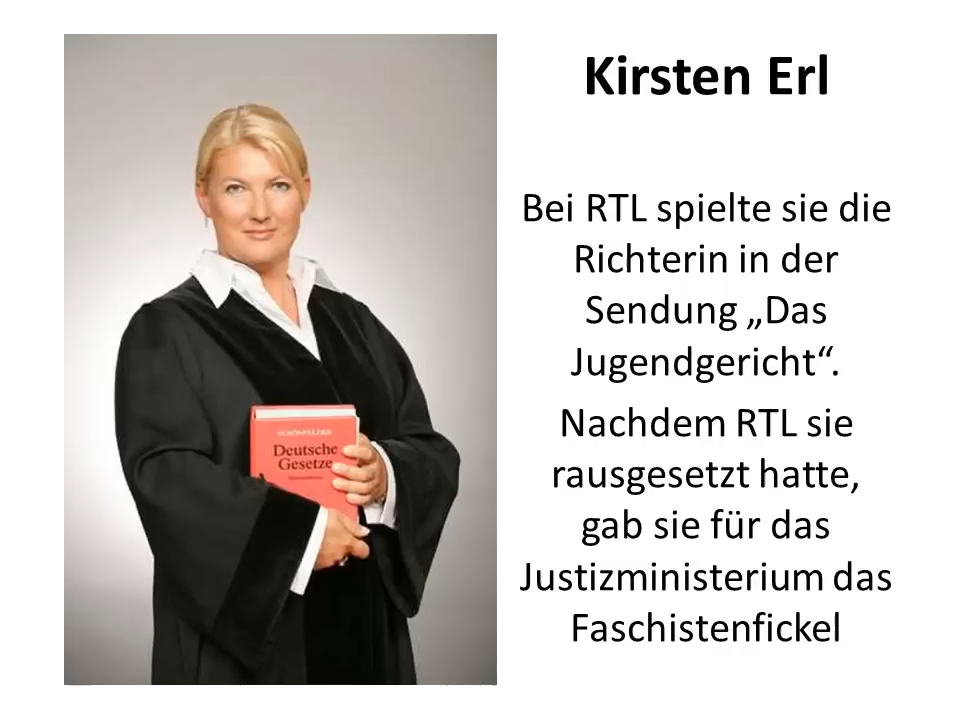 Kirsten Erl
Bei RTL spielte sie die
Richterin in der
Sendung „Das
Jugendgericht“.
Nachdem RTL sie
rausgesetzt hatte,
gab sie für das
Justizministerium das
Faschistenfickel
SCHÖNFELDER
Deutsche
Gesetze